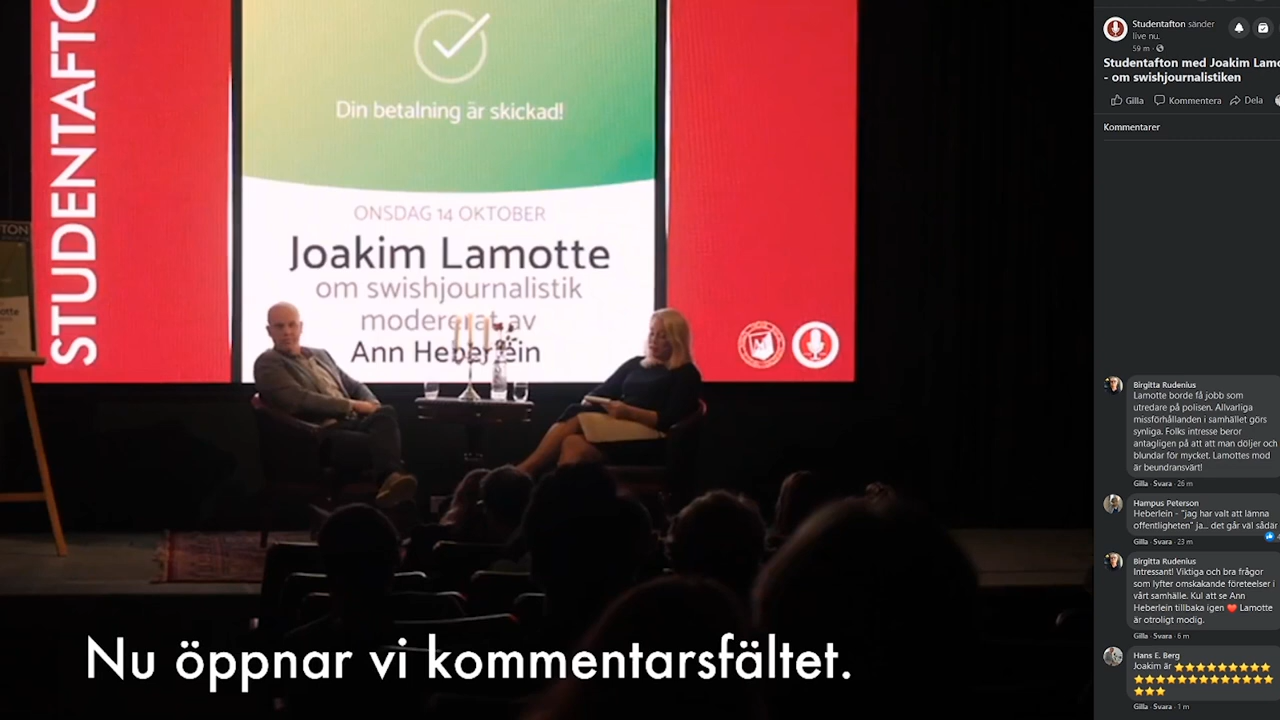 STUDENTAFTO
Din betalning är skickad!
ONSDAG 14 OKTOBER
Joakim Lamotte
om swishjournalistik
modererat av
Ann Heberlein
TON
otte
Nu öppnar vi kommentarsfältet.
Studentafton sänder
live nu.
59 m
Studentafton med Joakim Lamo
- om swishjournalistiken
Gilla Kommentera Dela
Kommentarer
Birgitta Rudenius
Lamotte borde få jobb som
utredare på polisen. Allvarliga
missförhållanden i samhället görs
synliga. Folks intresse beror
antagligen på att att man döljer och
blundar för mycket. Lamottes mod
är beundransvärt!
Gilla · Svara · 26 m
Hampus Peterson
Heberlein - "jag har valt att lämna
offentligheten" ja... det går väl sådär
Gilla · Svara · 23 m
Birgitta Rudenius
Intressant! Viktiga och bra frågor
som lyfter omskakande företeelser i
vårt samhälle. Kul att se Ann
Heberlein tillbaka igen ❤️ Lamotte
är otroligt modig.
Gilla · Svara · 6 m
Hans E. Berg
Joakim är ⭐⭐⭐⭐⭐⭐⭐⭐⭐
⭐⭐⭐⭐⭐⭐⭐⭐⭐⭐⭐⭐⭐
⭐⭐⭐
Gilla · Svara · 1 m